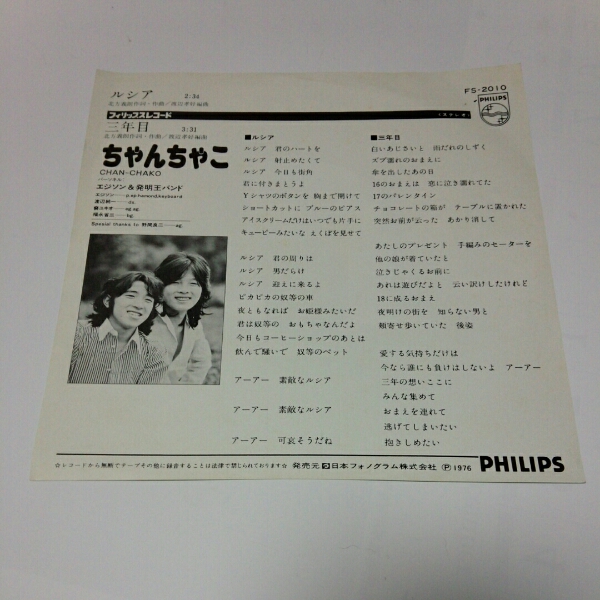 ルシア 2:34
FS-2010
PHILIPS
フィリップスレコード
(ステレオ)
三年目 3:31
ちゃんちゃこ
CHAN-CHAKO
パーソネル
エジソン&発明王バンド
Special thanks to
■ルシア
ルシア 君のハートを
ルシア 射止めたくて
ルシア 今日も街角
君に付きまとうよ
Yシャツのボタンを 胸まで開けて
ショートカットに ブルーのピアス
アイスクリームだけはいつでも片手に
キューピーみたいな えくぼを見せて
ルシア 君の周りは
ルシア 男だらけ
ルシア 迎えに来るよ
ピカピカの奴等の車
夜ともなれば お姫様みたいだ
君は奴等の おもちゃなんだよ
今日もコーヒーショップのあとは
飲んで騒いで 奴等のペット
アーアー 素敵なルシア
アーアー 素敵なルシア
アーアー 可哀そうだね
■三年目
白いあじさいと 街だれのしずく
ズブ濡れのおまえに
傘を出したあの日
16のおまえは 恋に泣き濡れてた
17のバレンタイン
チョコレートの箱が テーブルに置かれた
突然お前が云った あかり消して
あたしのプレゼント 手編みのセーターを
他の娘が着ていたと
泣きじゃくるお前に
あれは遊びだよと 云い訳したけれど
18に成るおまえ
夜明けの街を 知らない男と
頬寄せ歩いていた 後姿
愛する気持ちだけは
今なら誰にも負けはしないよ アーアー
三年の想いここに
みんな集めて
おまえを連れて
逃げてしまいたい
抱きしめたい
☆レコードから無断でテープその他に録音することは法律で禁じられております☆ 発売元 日本フォノグラム株式会社 Ⓟ 1976 PHILIPS